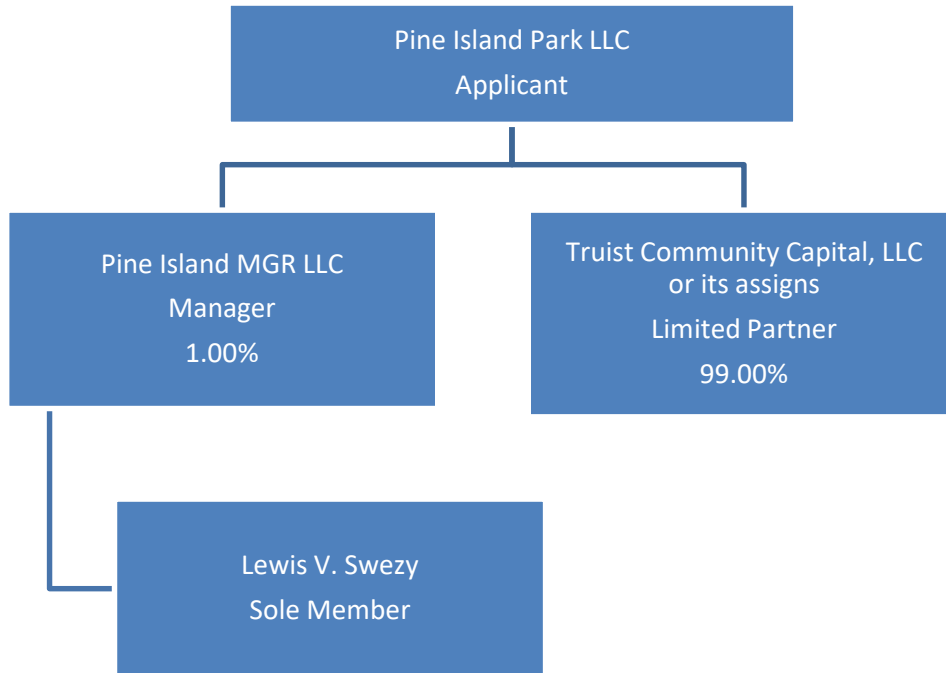 Pine Island Park LLC
Applicant
Pine Island MGR LLC
Manager
1.00%
Truist Community Capital, LLC
or its assigns
Limited Partner
99.00%
Lewis V. Swezy
Sole Member